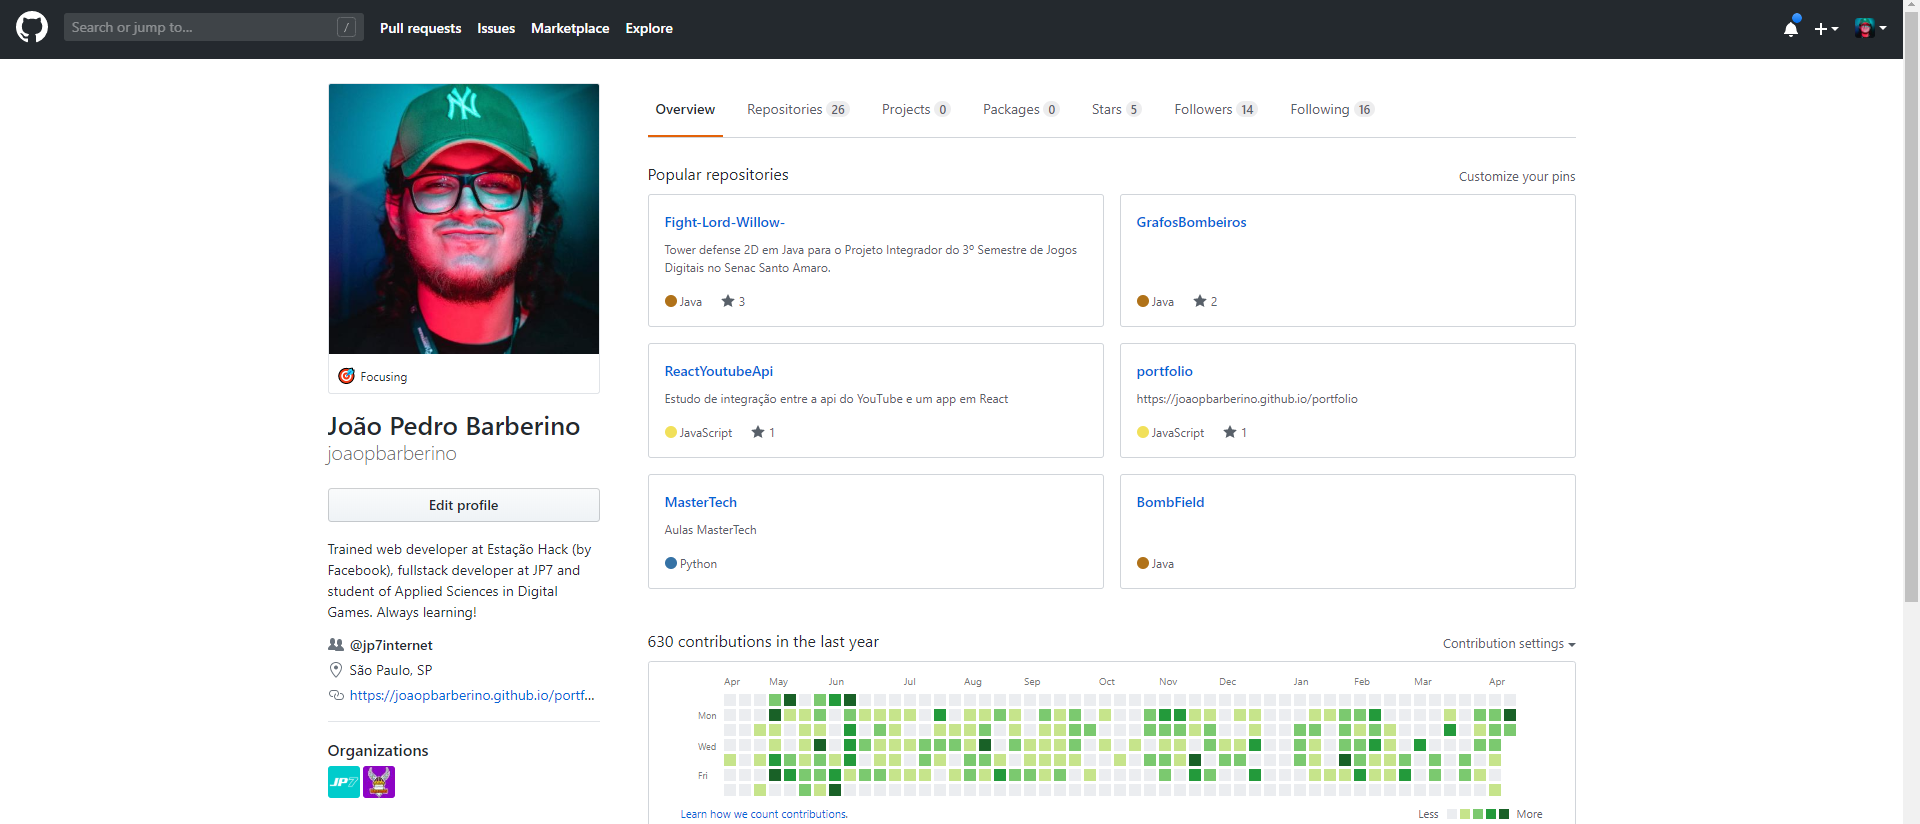 Search or jump to...
/
Pull requests
Issues
Marketplace
Explore
Overview
Repositories 26
Projects 0
Packages 0
Stars 5
Followers 14
Following 16
Focusing
João Pedro Barberino
joaopbarberino
Edit profile
Trained web developer at Estação Hack (by
Facebook), fullstack developer at JP7 and
student of Applied Sciences in Digital
Games. Always learning!
@jp7internet
São Paulo, SP
https://joaopbarberino.github.io/portf...
Organizations
JP7
Popular repositories
Customize your pins
Fight-Lord-Willow-
Tower defense 2D em Java para o Projeto Integrador do 3º Semestre de Jogos
Digitais no Senac Santo Amaro.
Java 3
GrafosBombeiros
Java 2
ReactYoutubeApi
Estudo de integração entre a api do YouTube e um app em React
JavaScript 1
portfolio
https://joaopbarberino.github.io/portfolio
JavaScript 1
MasterTech
Aulas MasterTech
Python
BombField
Java
630 contributions in the last year
Contribution settings
Apr May Jun Jul Aug Sep Oct Nov Dec Jan Feb Mar Apr
Mon
Wed
Fri
Learn how we count contributions.
Less
More